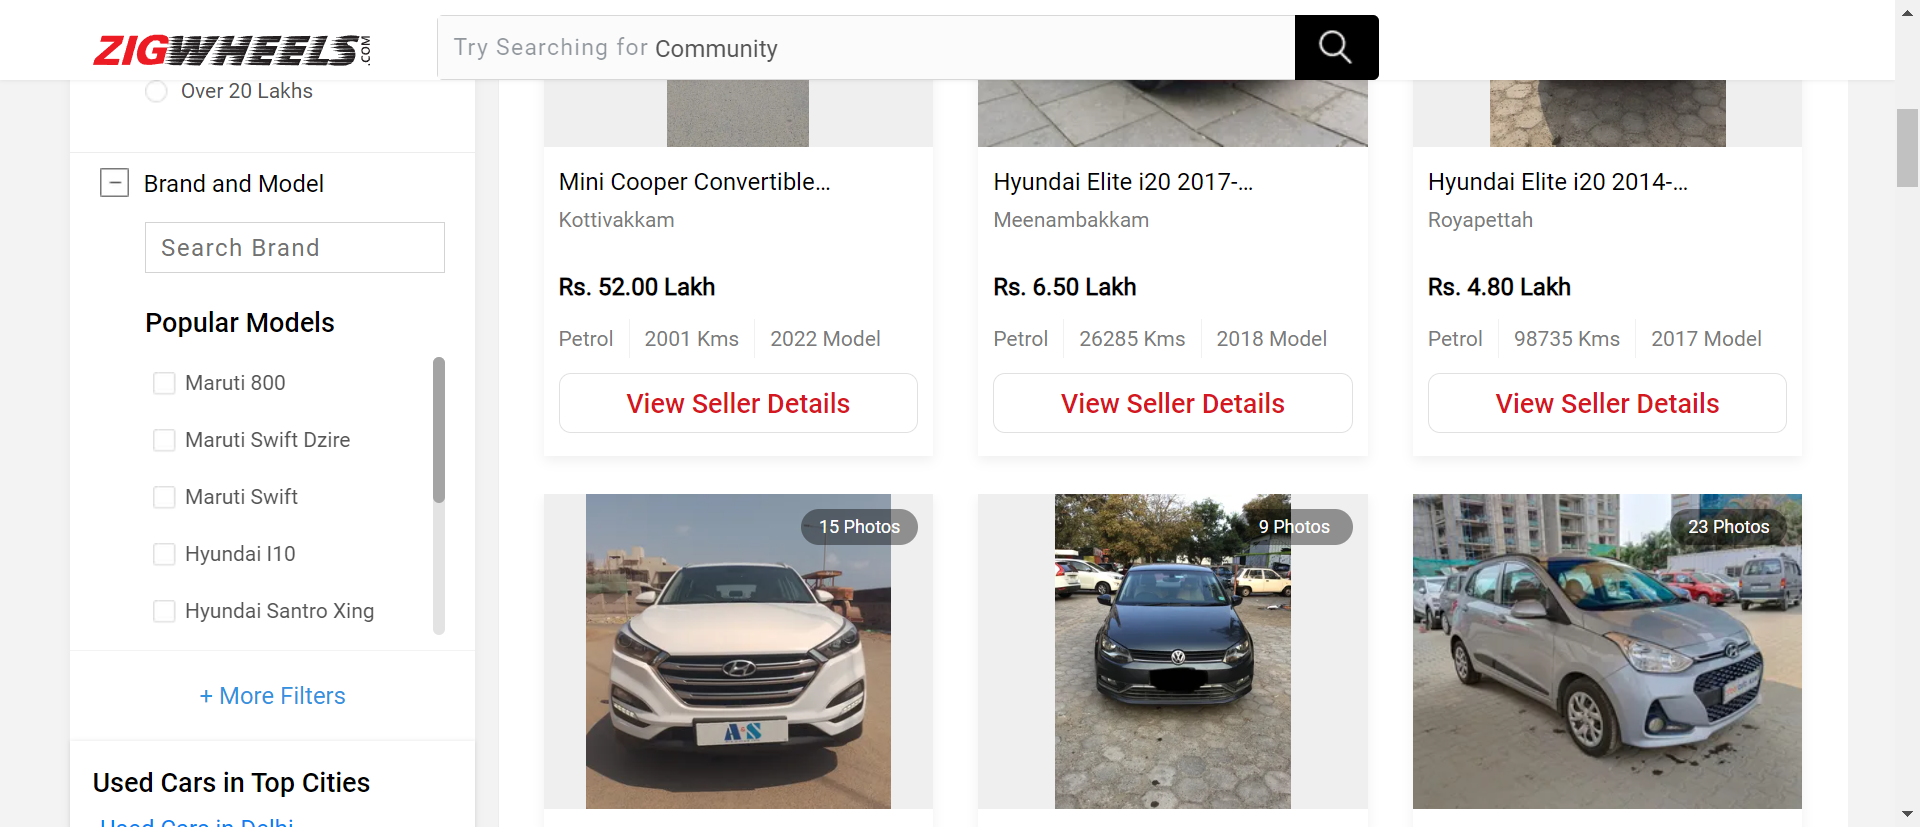 ZIGWHEELS.COM
Try Searching for Community
Over 20 Lakhs
Brand and Model
Search Brand
Popular Models
Maruti 800
Maruti Swift Dzire
Maruti Swift
Hyundai I10
Hyundai Santro Xing
+ More Filters
Used Cars in Top Cities
Used Cars in Delhi
Mini Cooper Convertible...
Kottivakkam
Rs. 52.00 Lakh
Petrol 2001 Kms 2022 Model
View Seller Details
Hyundai Elite i20 2017-...
Meenambakkam
Rs. 6.50 Lakh
Petrol 26285 Kms 2018 Model
View Seller Details
Hyundai Elite i20 2014-...
Royapettah
Rs. 4.80 Lakh
Petrol 98735 Kms 2017 Model
View Seller Details
15 Photos
A&S
9 Photos
23 Photos